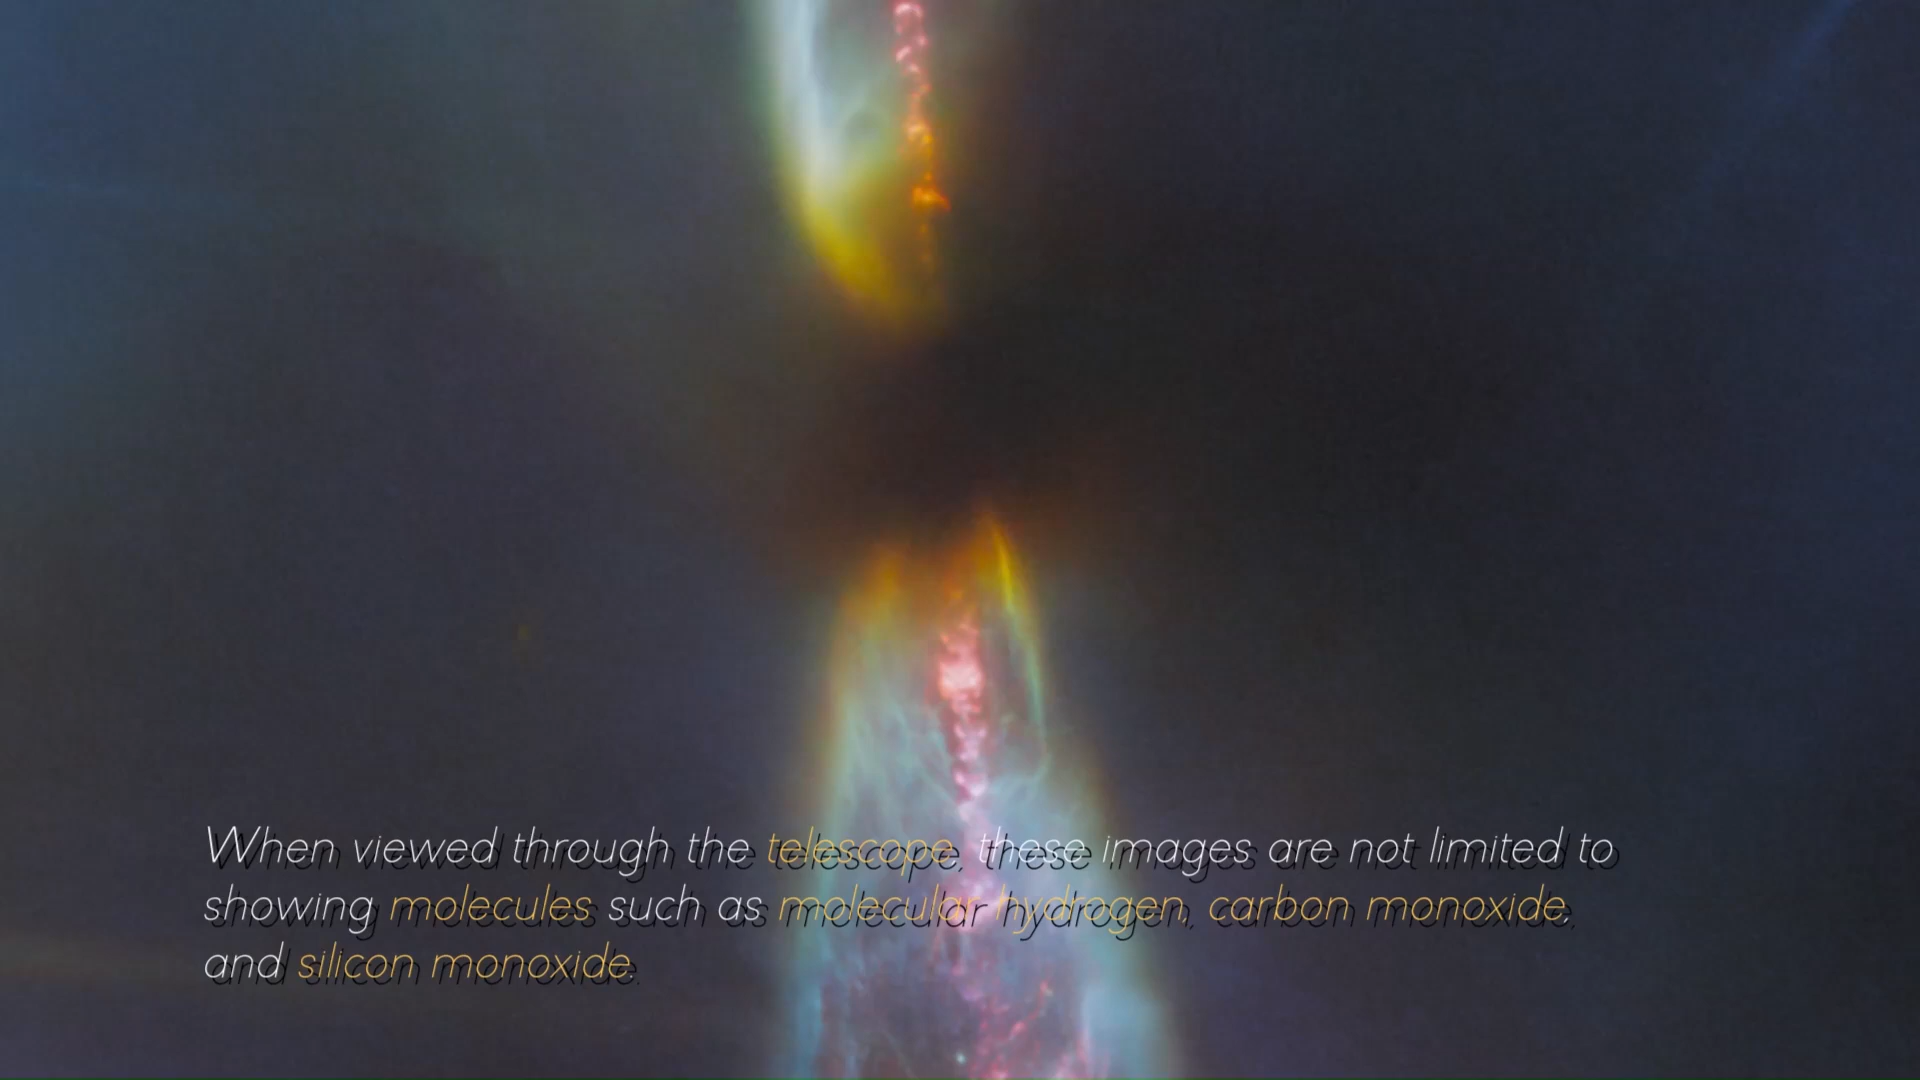 When viewed through the telescope, these images are not limited to
showing molecules such as molecular hydrogen, carbon monoxide,
and silicon monoxide.